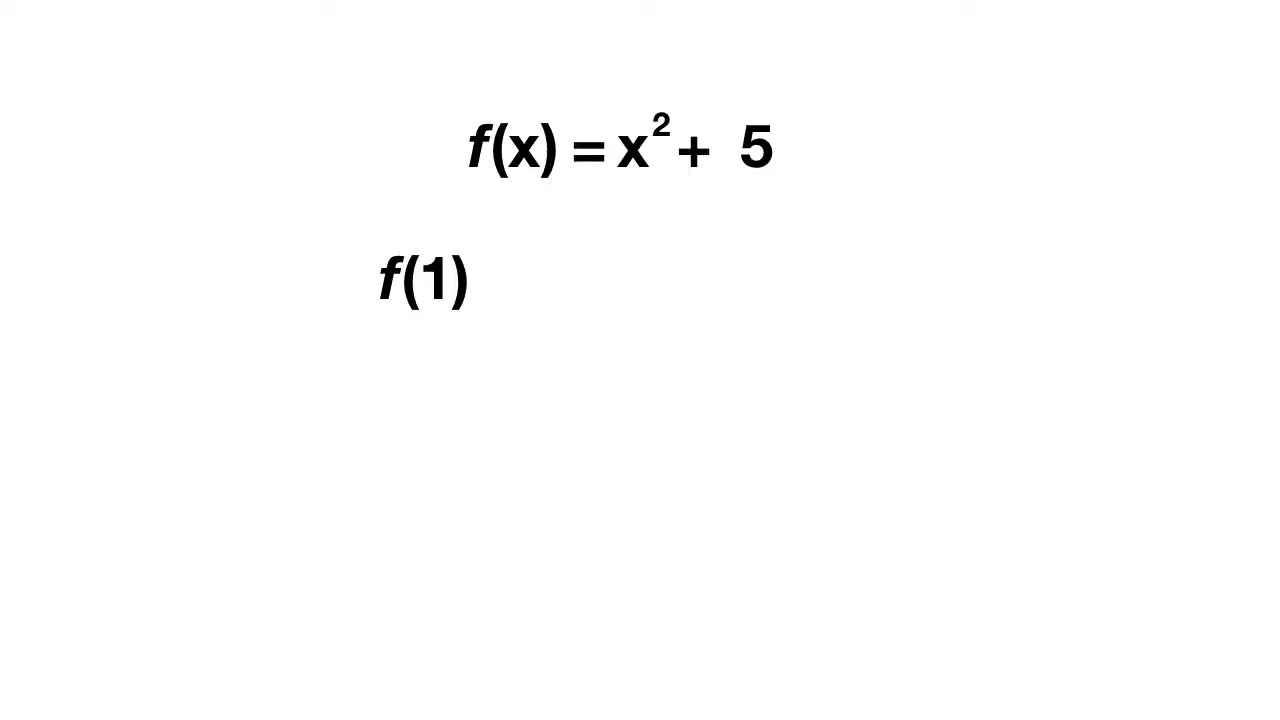 f(x) = x² + 5
f(1)